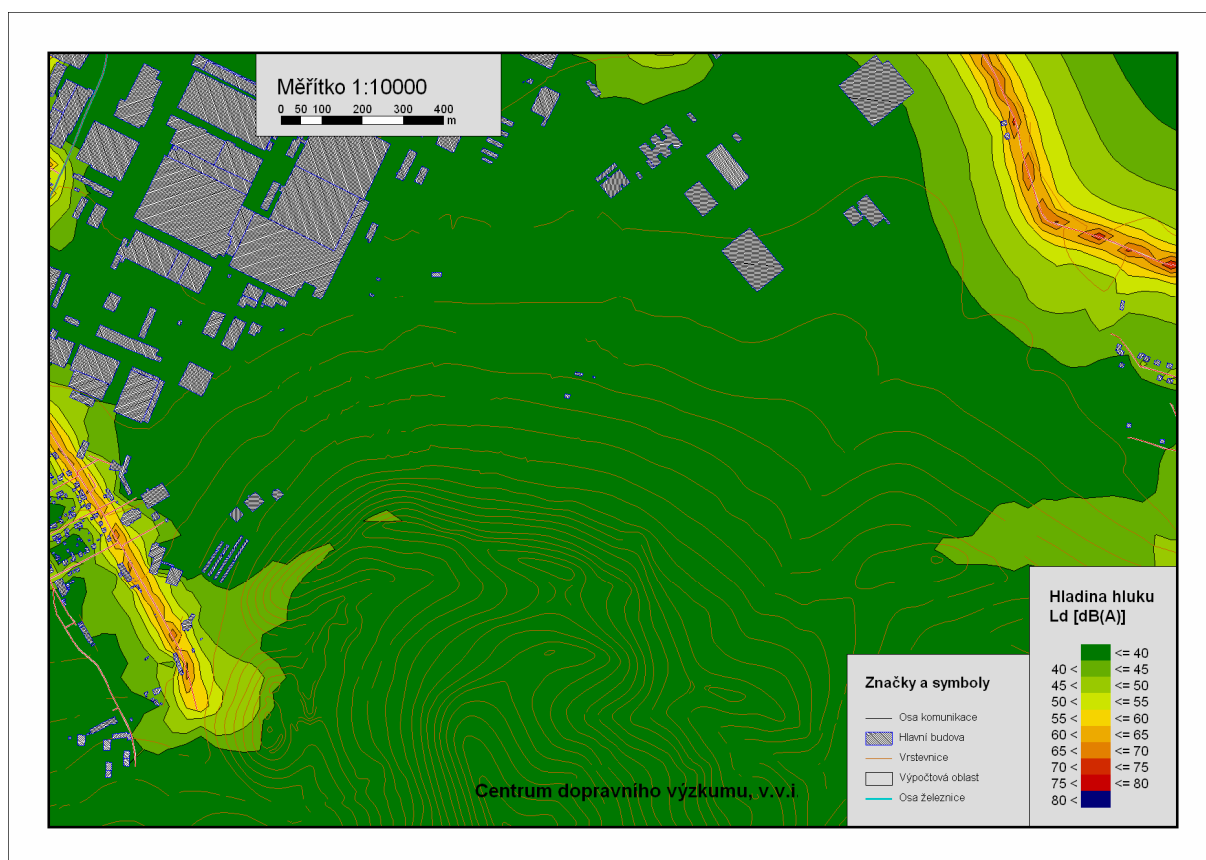 Měřítko 1:10000
0 50 100 200 300 400
m
Hladina hluku
Ld [dB(A)]
<= 40
40 < <= 45
45 < <= 50
50 < <= 55
55 < <= 60
60 < <= 65
65 < <= 70
70 < <= 75
75 < <= 80
80 <
Značky a symboly
Osa komunikace
Hlavní budova
Vrstevnice
Výpočtová oblast
Osa železnice
Centrum dopravního výzkumu, v.v.i.